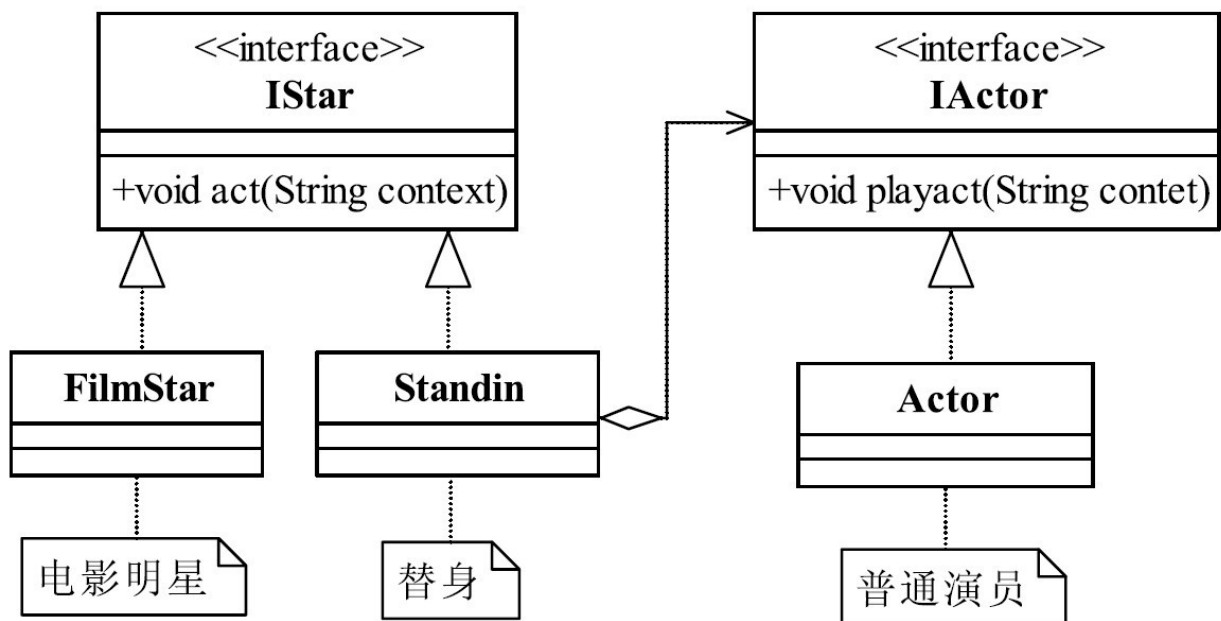 <<interface>>
IStar
+void act(String context)
<<interface>>
IActor
+void playact(String contet)
FilmStar
Standin
Actor
电影明星
替身
普通演员